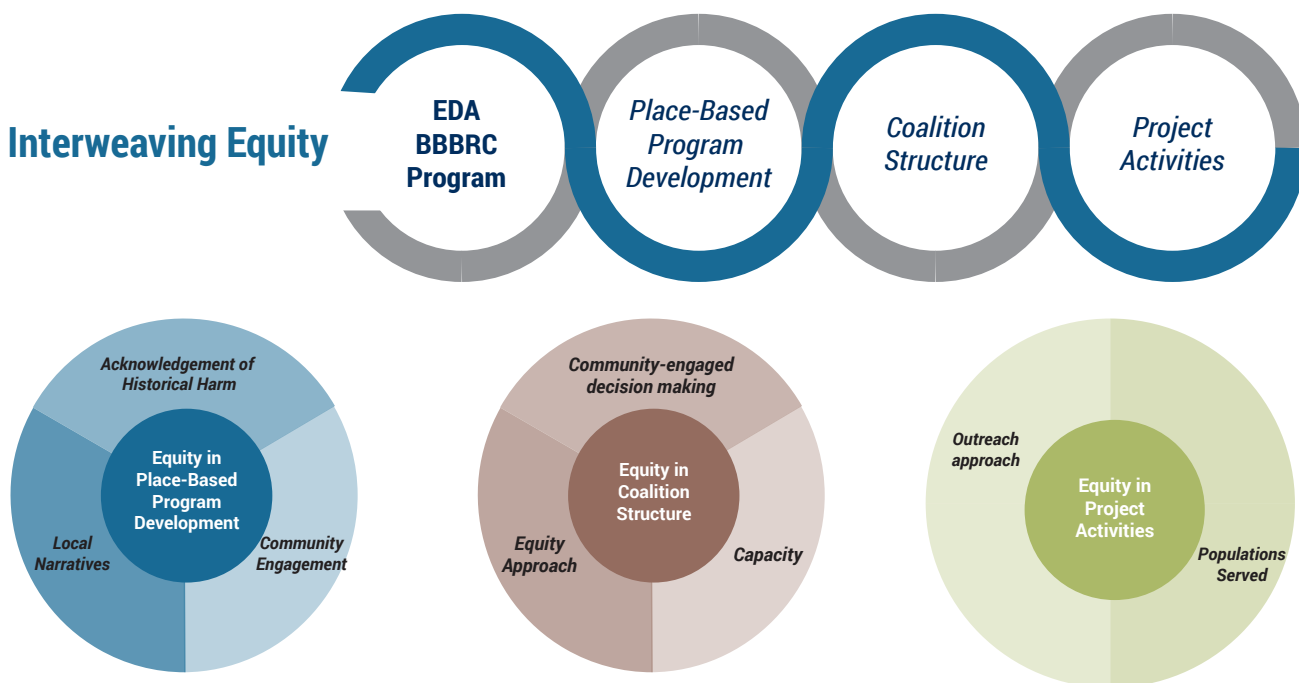 Interweaving Equity
EDA
BBBRC
Program
Place-Based
Program
Development
Coalition
Structure
Project
Activities
Acknowledgement of
Historical Harm
Equity in
Place-Based
Program
Development
Local
Narratives
Community
Engagement
Community-engaged
decision making
Equity in
Coalition
Structure
Equity
Approach
Capacity
Outreach
approach
Equity in
Project
Activities
Populations
Served